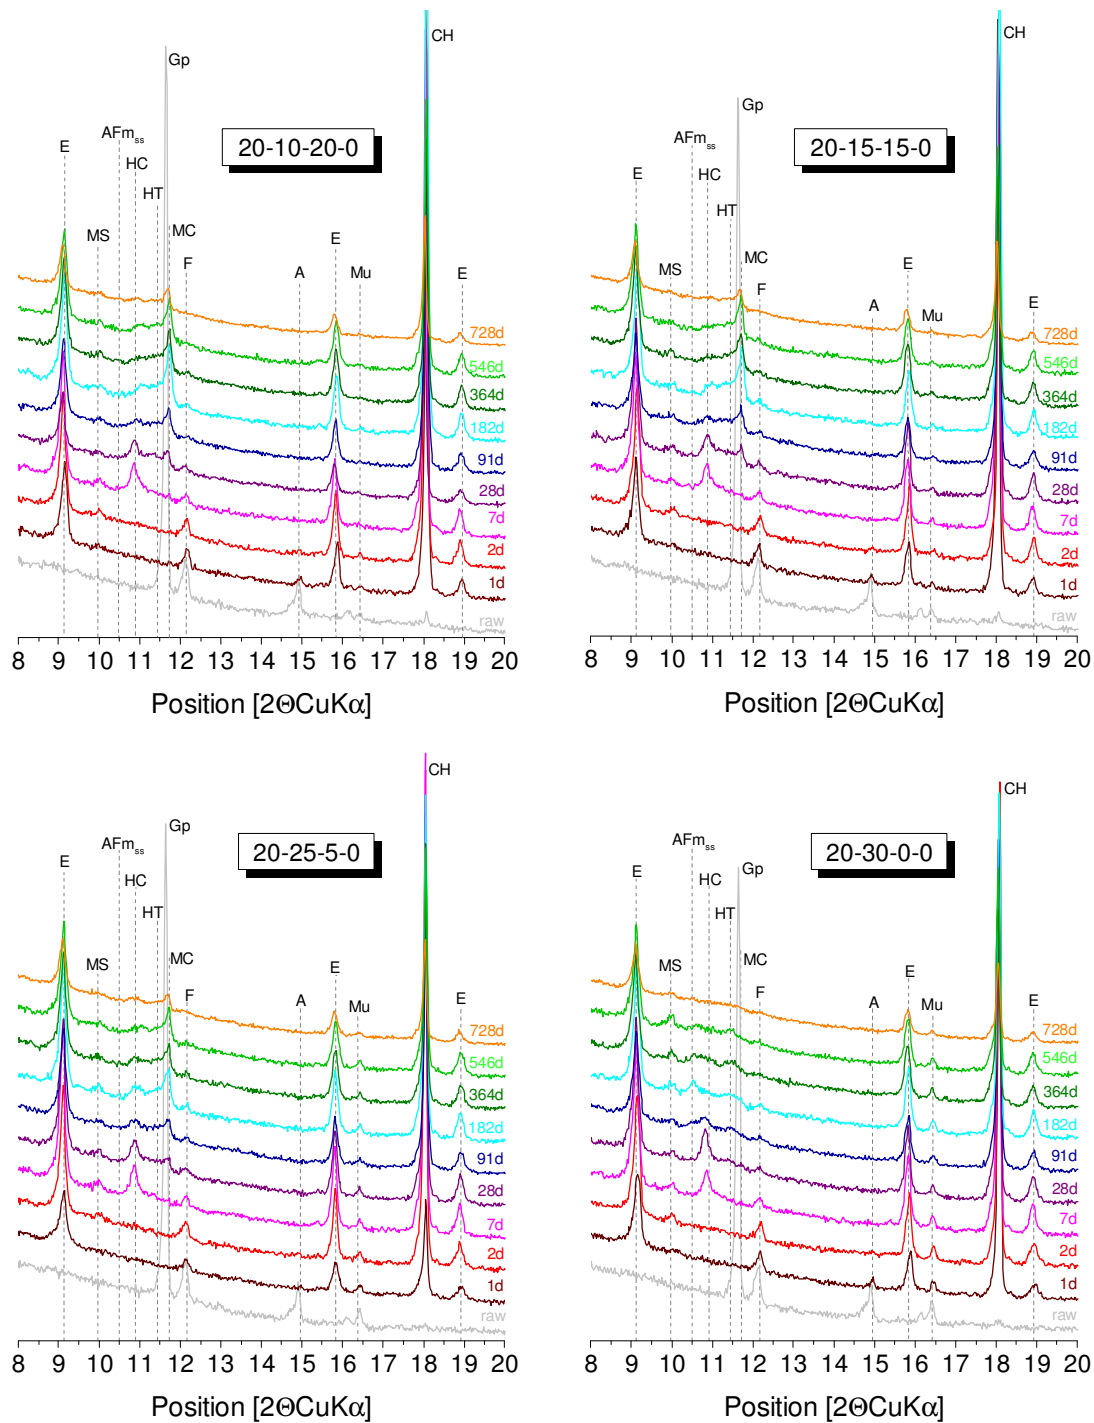 CH
Gp
AFm_ss
20-10-20-0
E
HC
HT
MS
MC
F
A
E
Mu
E
728d
546d
364d
182d
91d
28d
7d
2d
1d
raw
8 9 10 11 12 13 14 15 16 17 18 19 20
Position [2ΘCuKα]
CH
Gp
AFm_ss
20-15-15-0
E
HC
HT
MS
MC
F
A
E
Mu
E
728d
546d
364d
182d
91d
28d
7d
2d
1d
raw
8 9 10 11 12 13 14 15 16 17 18 19 20
Position [2ΘCuKα]
CH
Gp
AFm_ss
20-25-5-0
E
HC
HT
MS
MC
F
A
E
Mu
E
728d
546d
364d
182d
91d
28d
7d
2d
1d
raw
8 9 10 11 12 13 14 15 16 17 18 19 20
Position [2ΘCuKα]
CH
Gp
AFm_ss
20-30-0-0
E
HC
HT
MS
MC
F
A
E
Mu
E
728d
546d
364d
182d
91d
28d
7d
2d
1d
raw
8 9 10 11 12 13 14 15 16 17 18 19 20
Position [2ΘCuKα]